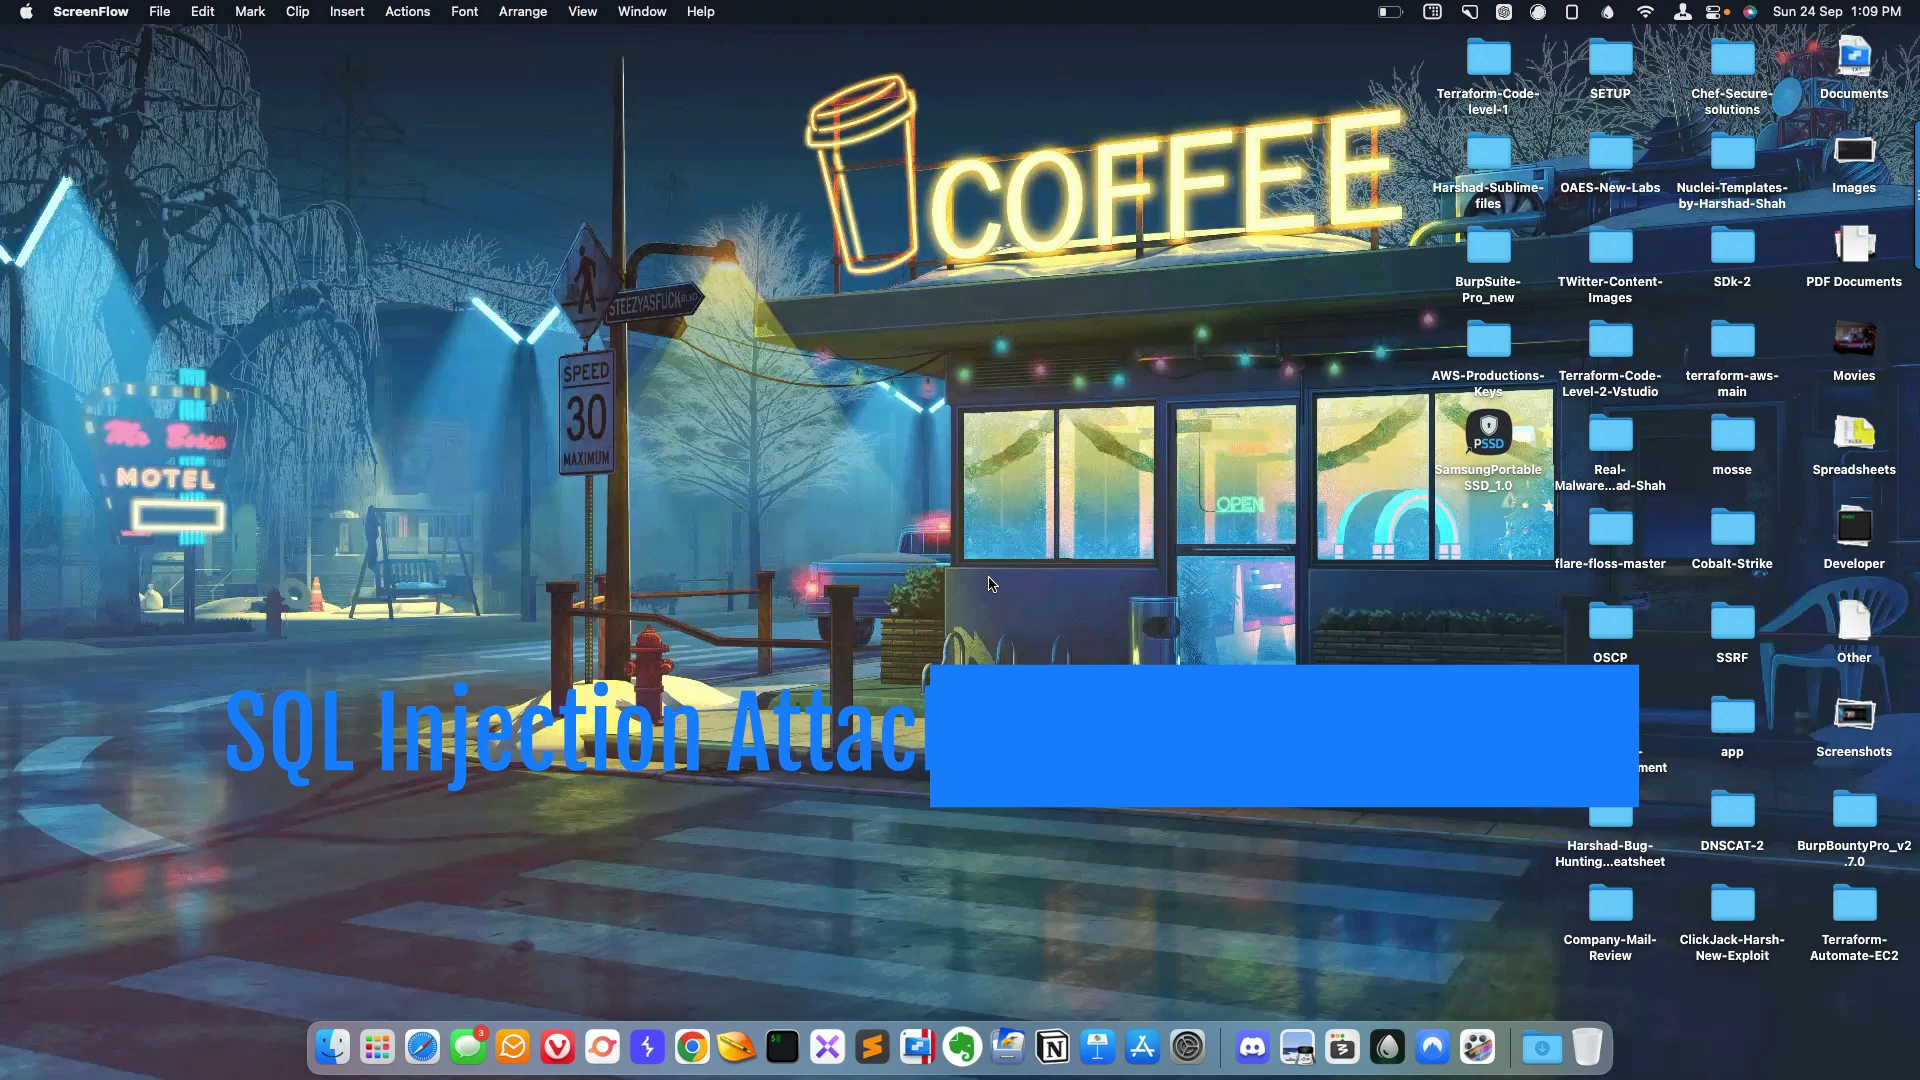 ScreenFlow File Edit Mark Clip Insert Actions Font Arrange View Window Help
Sun 24 Sep 1:09 PM
COFFEE
STEEZYASFUCK BLVD
SPEED
30
MAXIMUM
MOTEL
OPEN
SQL Injection Attac
Terraform-Code-
level-1
SETUP
Chef-Secure-
solutions
Documents
Harshad-Sublime-
files
OAES-New-Labs
Nuclei-Templates-
by-Harshad-Shah
Images
BurpSuite-
Pro_new
TWitter-Content-
Images
SDk-2
PDF Documents
AWS-Productions-
Keys
Terraform-Code-
Level-2-Vstudio
terraform-aws-
main
Movies
PSSD
SamsungPortable
SSD_1.0
Real-
Malware...ad-Shah
mosse
XLSX
Spreadsheets
flare-floss-master
Cobalt-Strike
Developer
OSCP
SSRF
Other
ment
app
Screenshots
Harshad-Bug-
Hunting...eatsheet
DNSCAT-2
BurpBountyPro_v2
.7.0
Company-Mail-
Review
ClickJack-Harsh-
New-Exploit
Terraform-
Automate-EC2
3